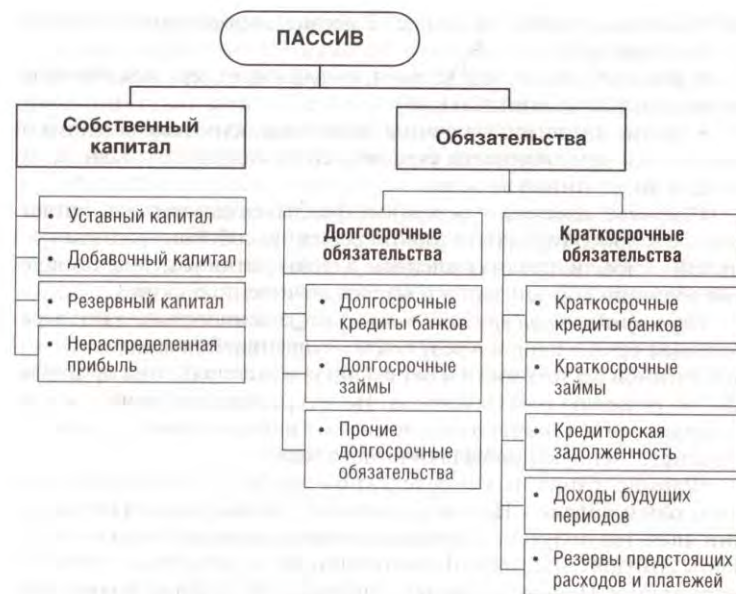 ПАССИВ
Собственный
капитал
• Уставный капитал
• Добавочный капитал
• Резервный капитал
• Нераспределенная
прибыль
Обязательства
Долгосрочные
обязательства
• Долгосрочные
кредиты банков
• Долгосрочные
займы
• Прочие
долгосрочные
обязательства
Краткосрочные
обязательства
• Краткосрочные
кредиты банков
• Краткосрочные
займы
• Кредиторская
задолженность
• Доходы будущих
периодов
• Резервы предстоящих
расходов и платежей